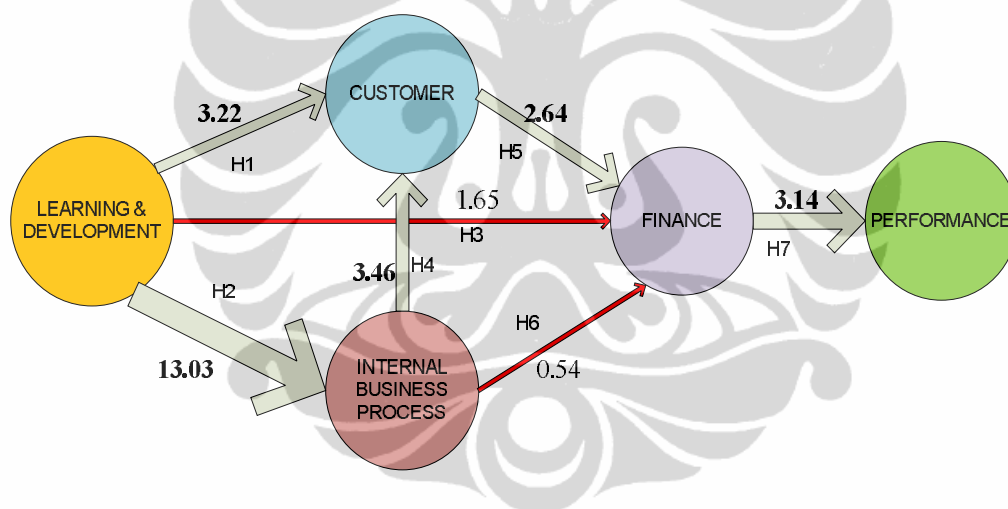 CUSTOMER
3.22
2.64
H1
H5
LEARNING &
DEVELOPMENT
1.65
H3
FINANCE
3.14
H7
PERFORMANCE
3.46
H4
H2
13.03
H6
0.54
INTERNAL
BUSINESS
PROCESS